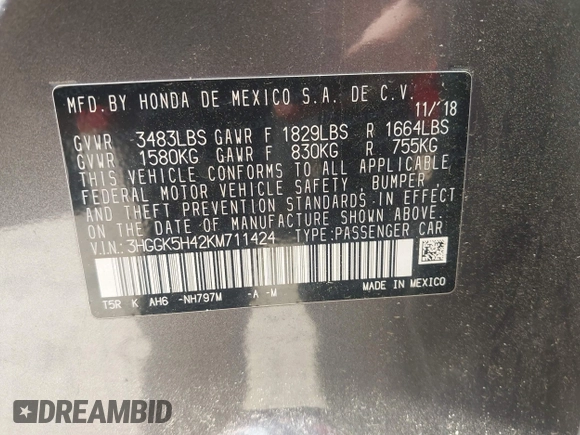 MFD.BY HONDA DE MEXICO S.A. DE C.V.
11/18
GVWR 3483LBS GAWR F 1829LBS R 1664LBS
GVWR 1580KG GAWR F 830KG R 755KG
THIS VEHICLE CONFORMS TO ALL APPLICABLE
FEDERAL MOTOR VEHICLE SAFETY, BUMPER,
AND THEFT PREVENTION STANDARDS IN EFFECT
ON THE DATE OF MANUFACTURE SHOWN ABOVE.
V.I.N.: 3HGGK5H42KM711424 TYPE:PASSENGER CAR
T5R K AH6 -NH797M -A -M MADE IN MEXICO
DREAMBID